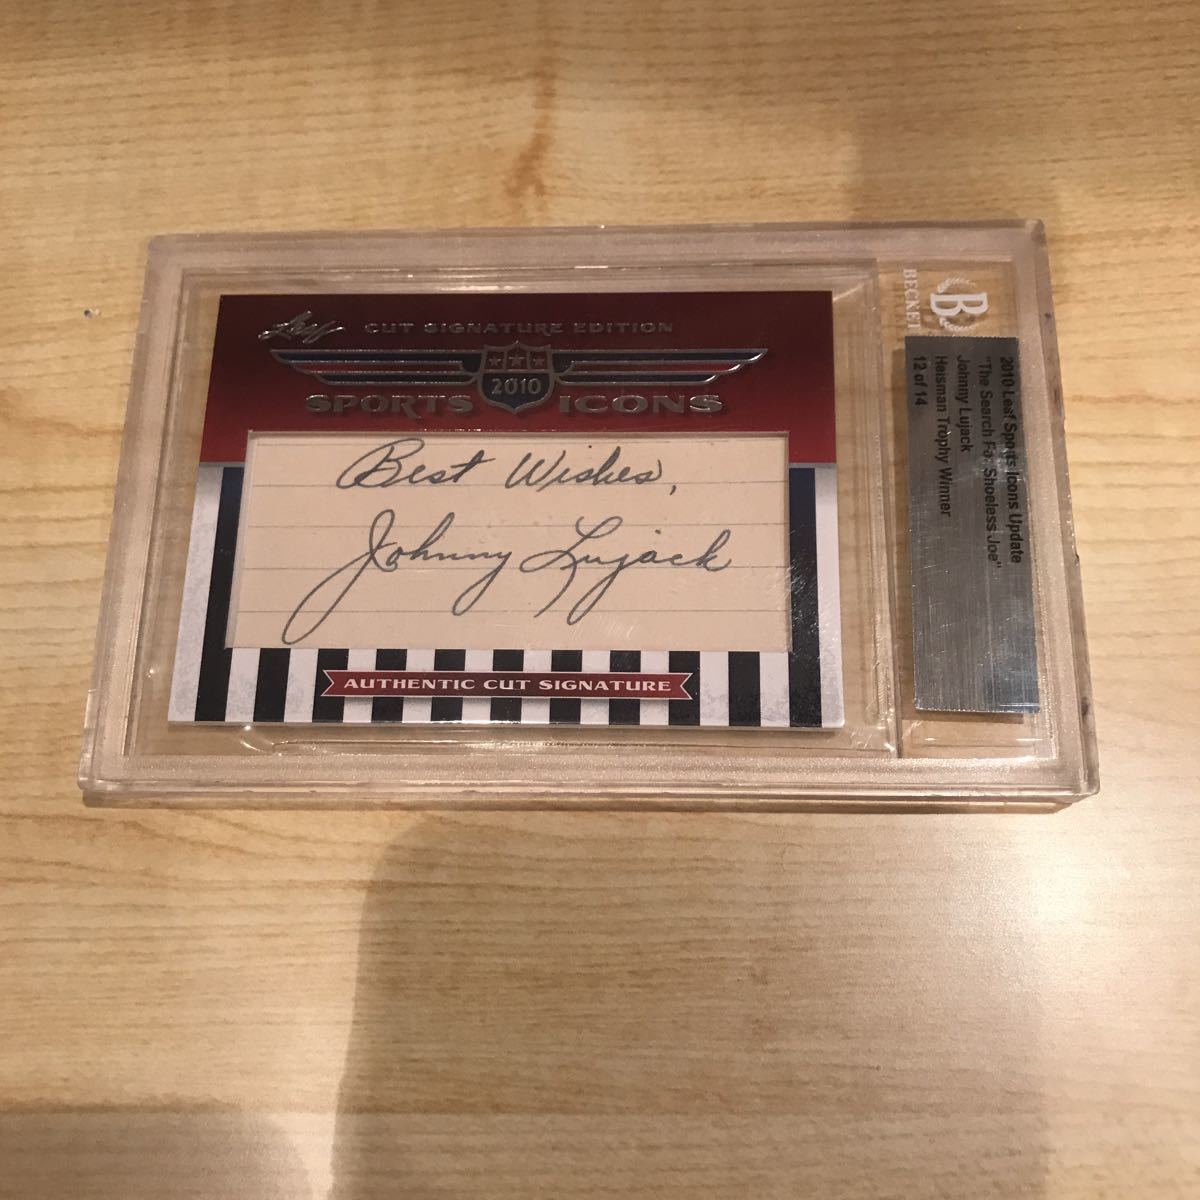 Leaf
CUT SIGNATURE EDITION
2010
SPORTS ICONS
Best Wishes,
Johnny Lujack
AUTHENTIC CUT SIGNATURE
B
BECKETT
2010 Leaf Sports Icons Update
"The Search For Shoeless Joe"
Johnny Lujack
Heisman Trophy Winner
12 of 14